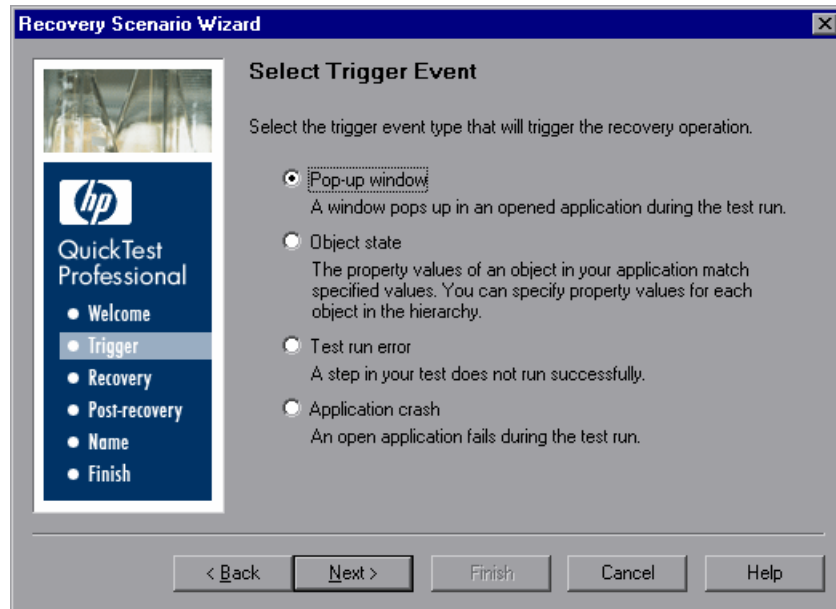 Recovery Scenario Wizard
Select Trigger Event
Select the trigger event type that will trigger the recovery operation.
Pop-up window
A window pops up in an opened application during the test run.
Object state
The property values of an object in your application match
specified values. You can specify property values for each
object in the hierarchy.
Test run error
A step in your test does not run successfully.
Application crash
An open application fails during the test run.
hp
QuickTest
Professional
Welcome
Trigger
Recovery
Post-recovery
Name
Finish
< Back
Next >
Finish
Cancel
Help